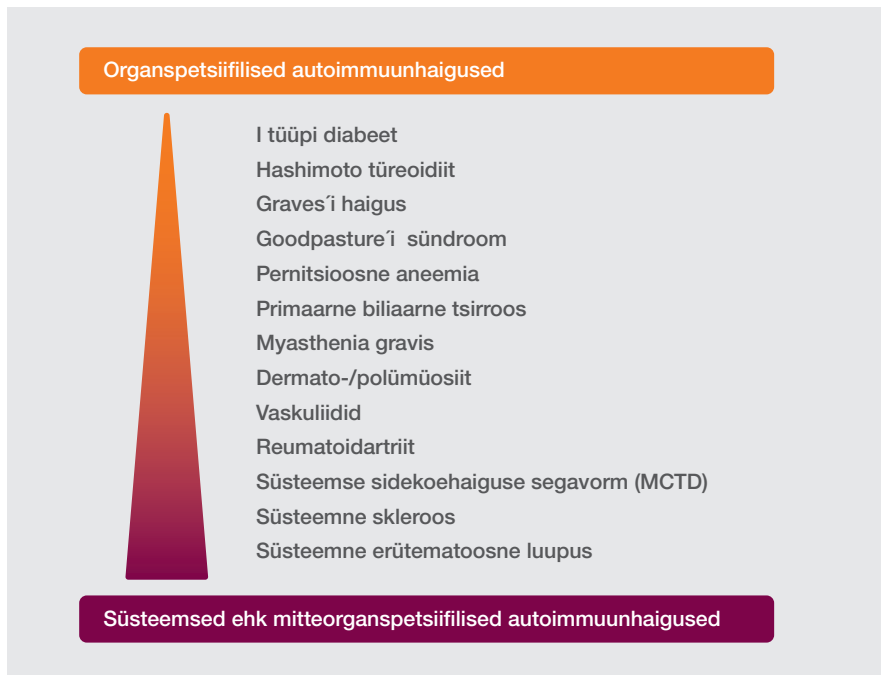 Organspetsiifilised autoimmuunhaigused
I tüüpi diabeet
Hashimoto türeoidiit
Graves´i haigus
Goodpasture´i sündroom
Pernitsioosne aneemia
Primaarne biliaarne tsirroos
Myasthenia gravis
Dermato-/polümüosiit
Vaskuliidid
Reumatoidartriit
Süsteemse sidekoehaiguse segavorm (MCTD)
Süsteemne skleroos
Süsteemne erütematoosne luupus
Süsteemsed ehk mitteorganspetsiifilised autoimmuunhaigused